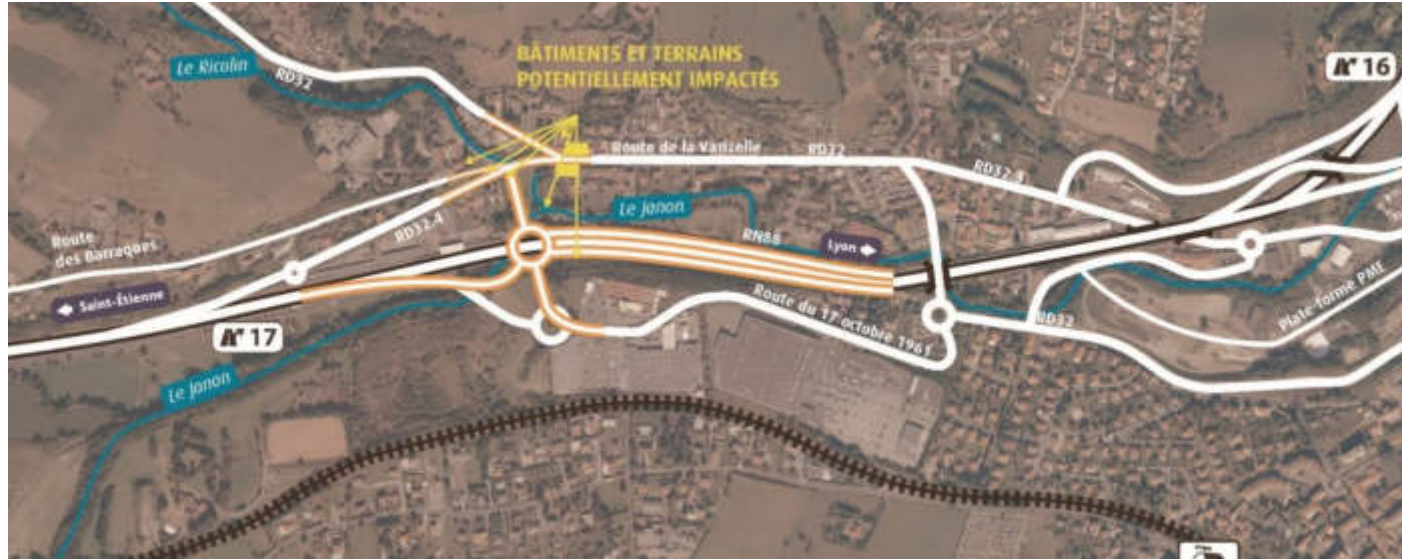 BÂTIMENTS ET TERRAINS
POTENTIELLEMENT IMPACTÉS
Le Ricolin
RD32
16
Route de la Varizelle
RD32
RD32.4
Le Janon
RN88
Lyon
Route
des Barraques
RD32.4
Saint-Étienne
17
Route du 17 octobre 1961
RD32
Plate-forme PME
Le Janon